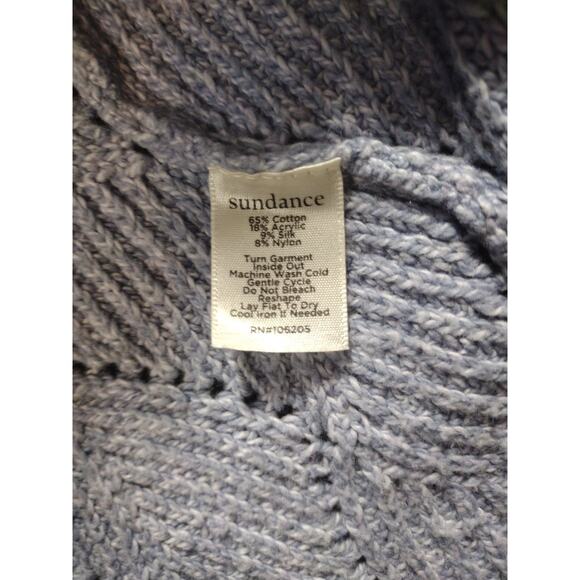 sundance
65% Cotton
18% Acrylic
9% Silk
8% Nylon
Turn Garment
Inside Out
Machine Wash Cold
Gentle Cycle
Do Not Bleach
Reshape
Lay Flat To Dry
Cool Iron If Needed
RN#106205